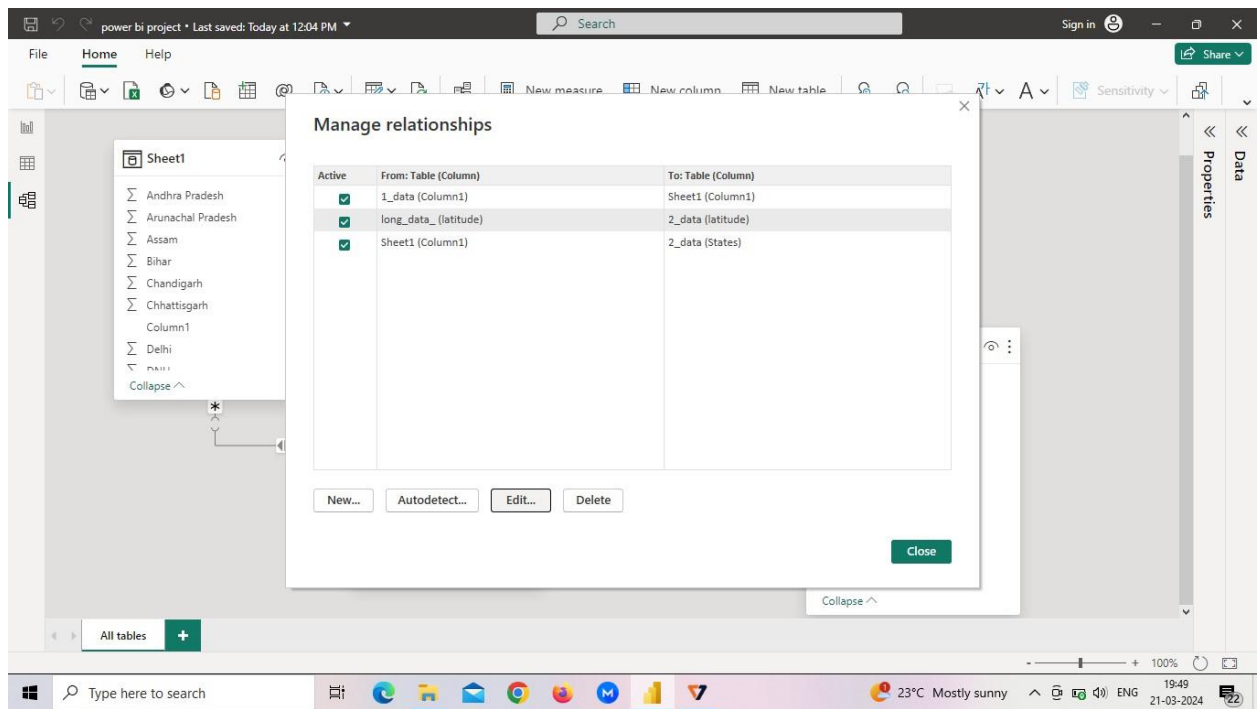 power bi project • Last saved: Today at 12:04 PM
Search
Sign in
File Home Help
Share
New measure New column New table
Sensitivity
Manage relationships
Active From: Table (Column) To: Table (Column)
1_data (Column1) Sheet1 (Column1)
long_data_ (latitude) 2_data (latitude)
Sheet1 (Column1) 2_data (States)
New... Autodetect... Edit... Delete
Close
Sheet1
Andhra Pradesh
Arunachal Pradesh
Assam
Bihar
Chandigarh
Chhattisgarh
Column1
Delhi
Collapse
Collapse
Properties
Data
All tables
100%
Type here to search
23°C Mostly sunny
ENG
19:49
21-03-2024
22